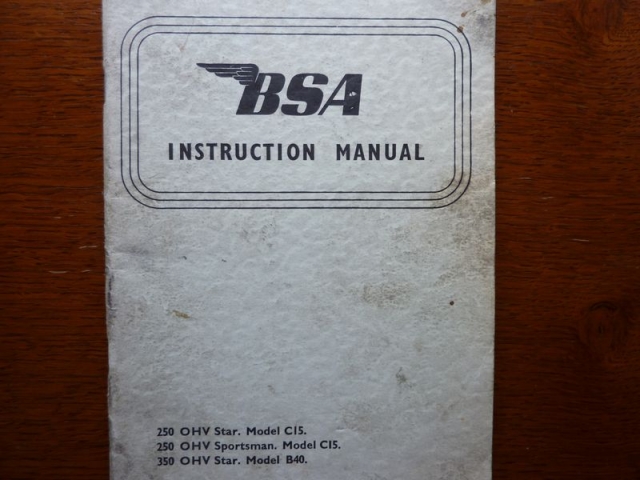 BSA
INSTRUCTION MANUAL
250 OHV Star. Model C15.
250 OHV Sportsman. Model C15.
350 OHV Star. Model B40.